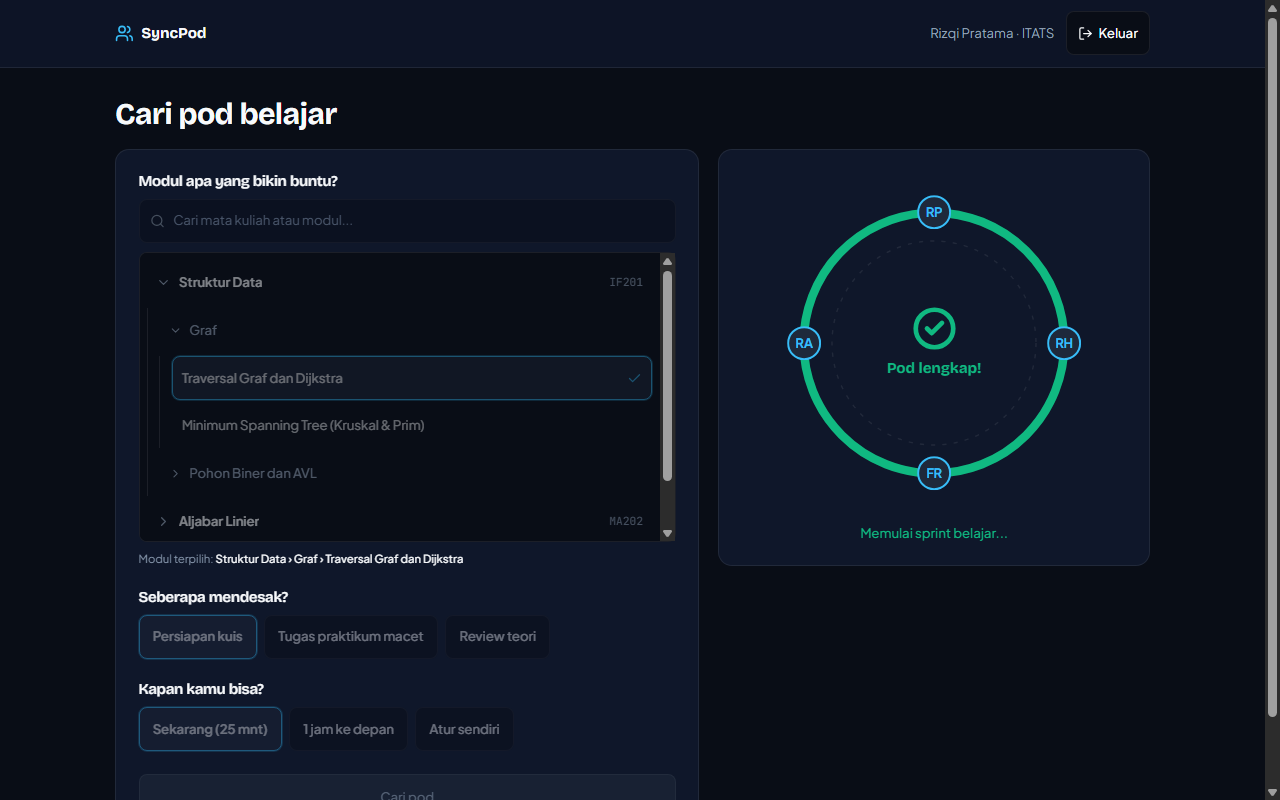 SyncPod
Rizqi Pratama · ITATS
Keluar
Cari pod belajar
Modul apa yang bikin buntu?
Cari mata kuliah atau modul...
Struktur Data
IF201
Graf
Traversal Graf dan Dijkstra
Minimum Spanning Tree (Kruskal & Prim)
Pohon Biner dan AVL
Aljabar Linier
MA202
Modul terpilih: Struktur Data › Graf › Traversal Graf dan Dijkstra
Seberapa mendesak?
Persiapan kuis
Tugas praktikum macet
Review teori
Kapan kamu bisa?
Sekarang (25 mnt)
1 jam ke depan
Atur sendiri
Cari pod
RP
RA
RH
Pod lengkap!
FR
Memulai sprint belajar...